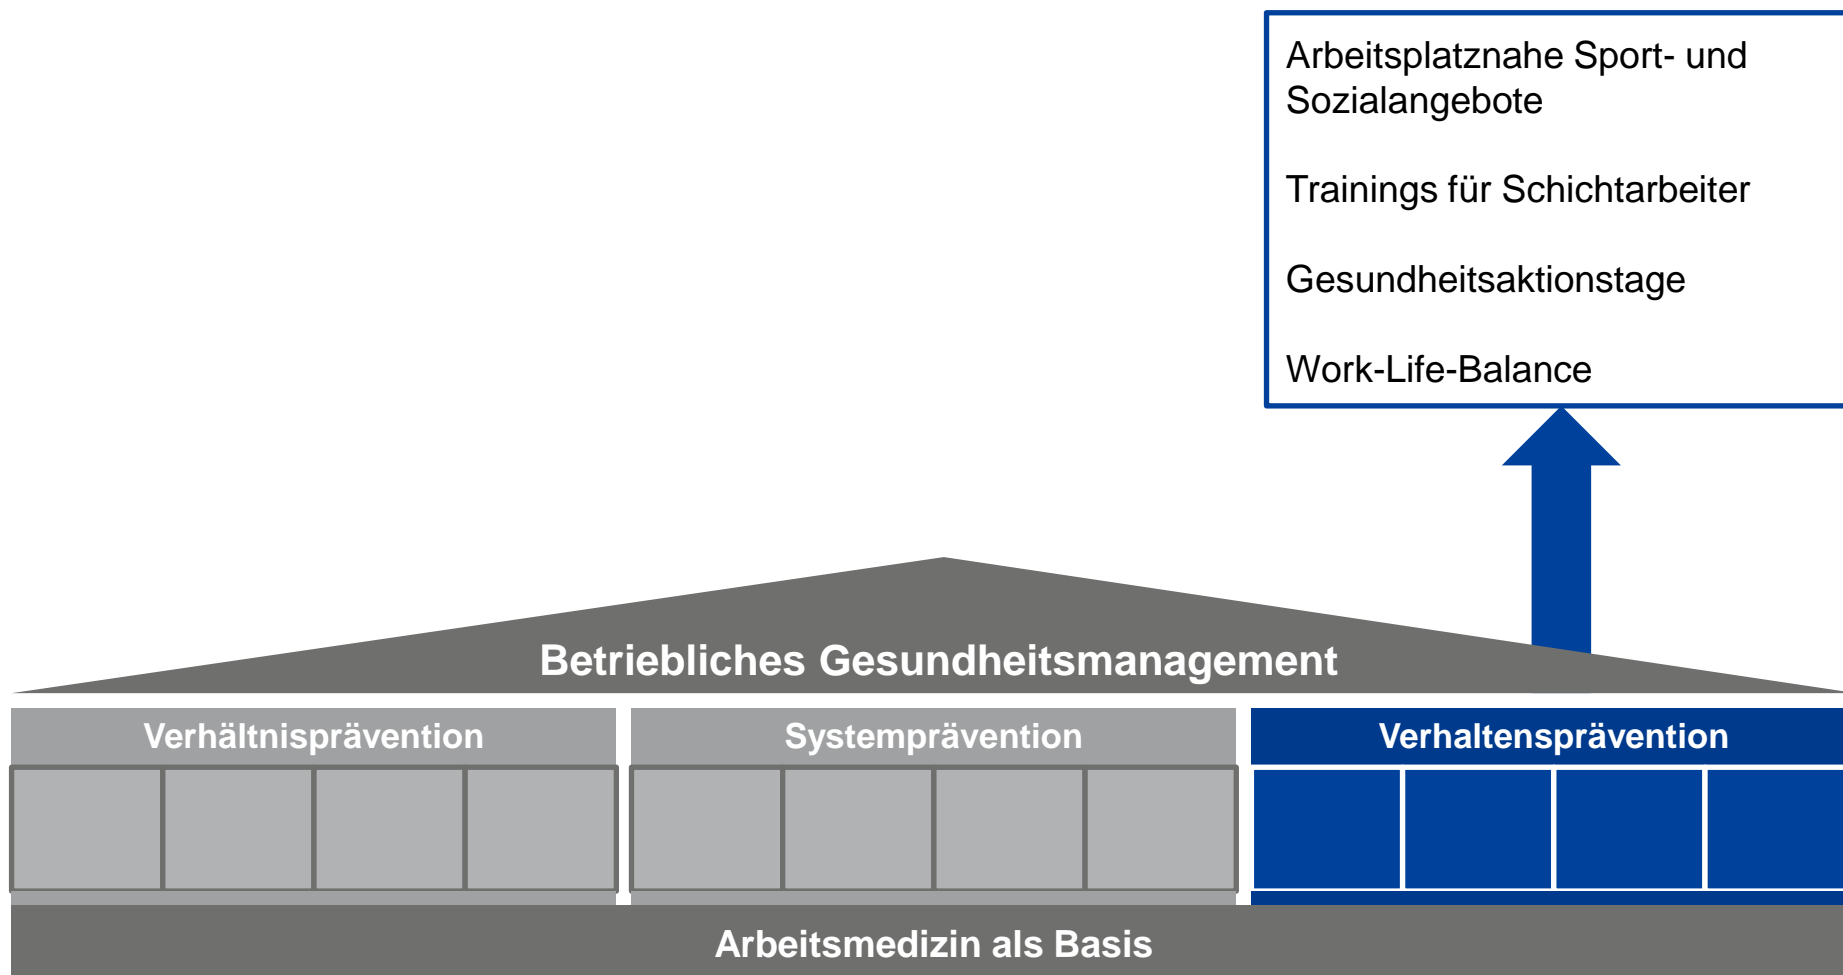 Arbeitsplatznahe Sport- und
Sozialangebote
Trainings für Schichtarbeiter
Gesundheitsaktionstage
Work-Life-Balance
Betriebliches Gesundheitsmanagement
Verhältnisprävention
Systemprävention
Verhaltensprävention
Arbeitsmedizin als Basis